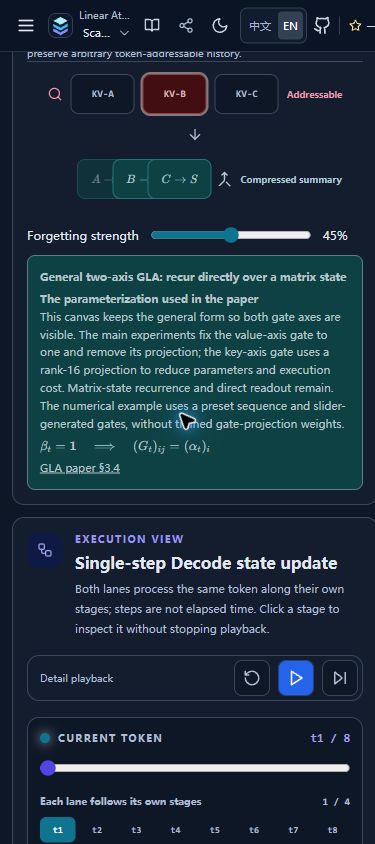 Linear At...
Sca...
中文
EN
preserve arbitrary token-addressable history.
KV-A
KV-B
KV-C
Addressable
A –
B –
C → S
Compressed summary
Forgetting strength
45%
General two-axis GLA: recur directly over a matrix state
The parameterization used in the paper
This canvas keeps the general form so both gate axes are
visible. The main experiments fix the value-axis gate to
one and remove its projection; the key-axis gate uses a
rank-16 projection to reduce parameters and execution
cost. Matrix-state recurrence and direct readout remain.
The numerical example uses a preset sequence and slider-
generated gates, without gate-projection weights.
βₜ = 1 ⟹ (Gₜ)ᵢⱼ = (αₜ)ᵢ
GLA paper §3.4
EXECUTION VIEW
Single-step Decode state update
Both lanes process the same token along their own
stages; steps are not elapsed time. Click a stage to
inspect it without stopping playback.
Detail playback
CURRENT TOKEN
t1 / 8
Each lane follows its own stages
1 / 4
t1
t2
t3
t4
t5
t6
t7
t8